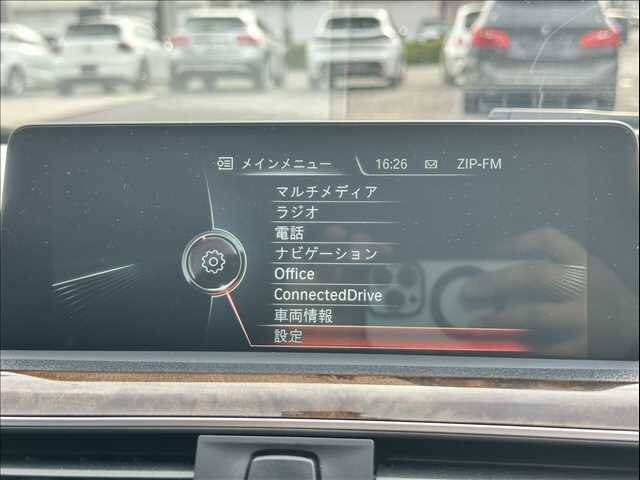 メインメニュー 16:26 ZIP-FM
マルチメディア
ラジオ
電話
ナビゲーション
Office
ConnectedDrive
車両情報
設定